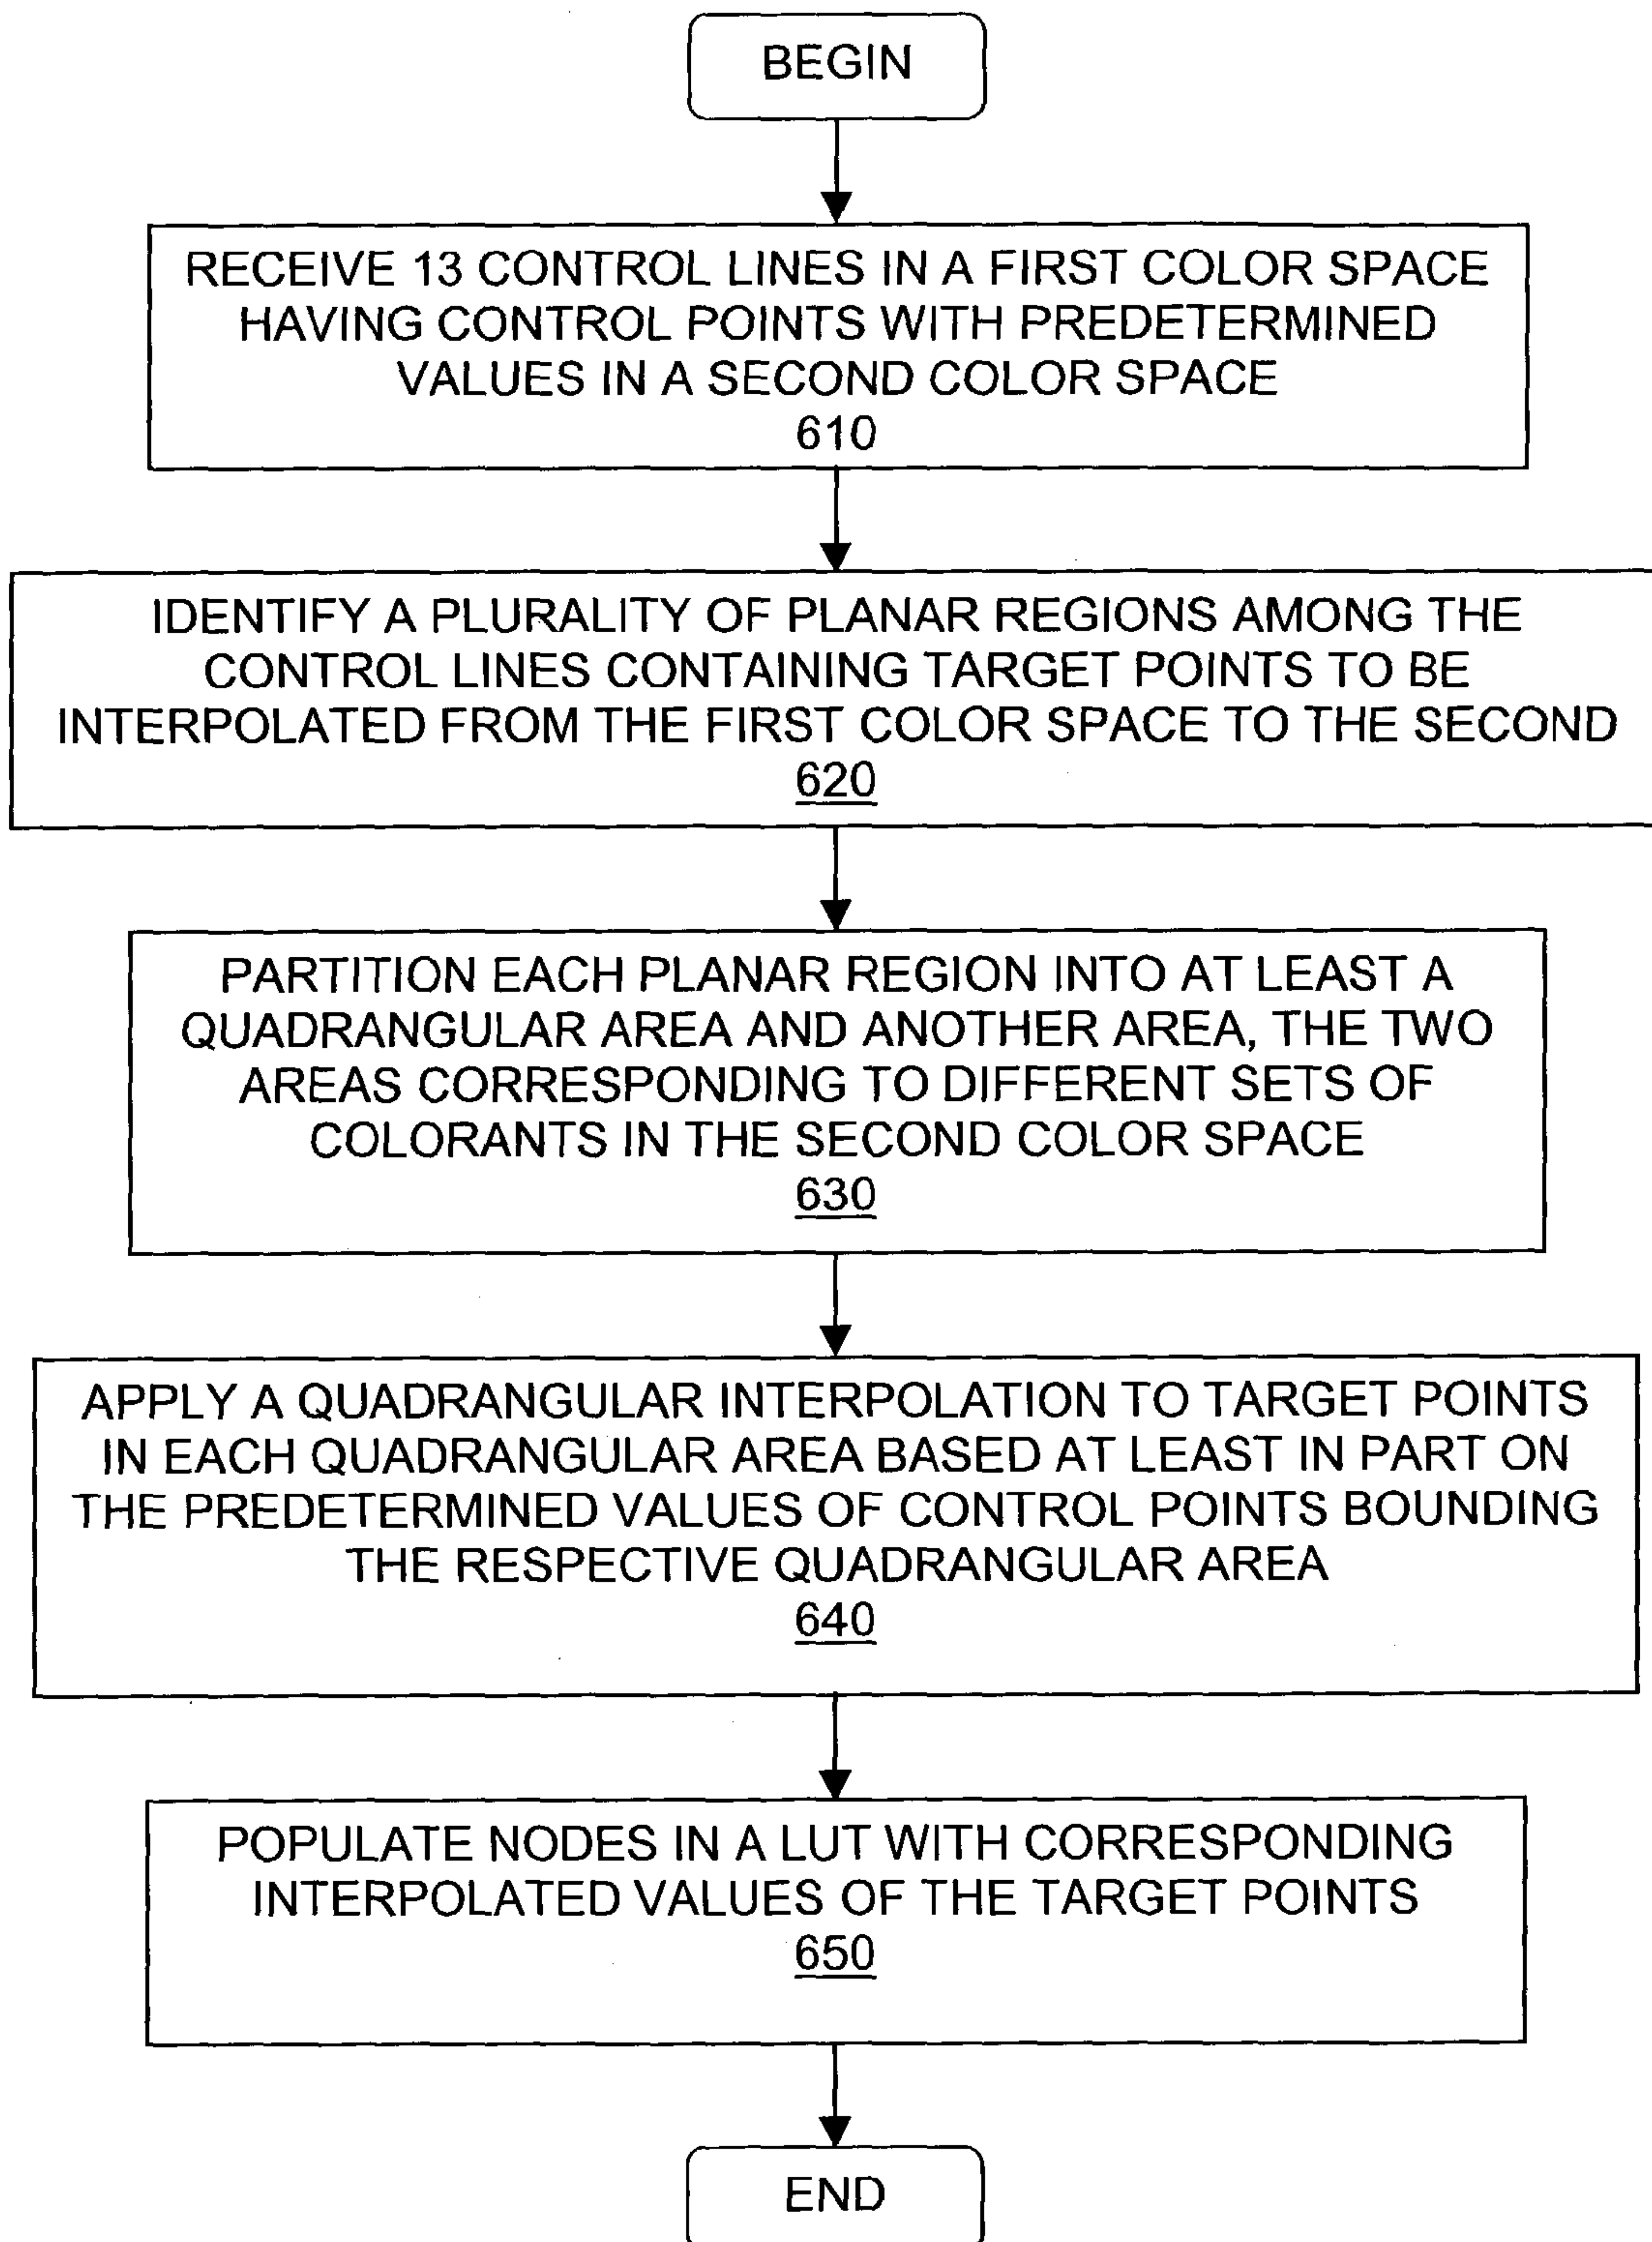 BEGIN
RECEIVE 13 CONTROL LINES IN A FIRST COLOR SPACE
HAVING CONTROL POINTS WITH PREDETERMINED
VALUES IN A SECOND COLOR SPACE
610
IDENTIFY A PLURALITY OF PLANAR REGIONS AMONG THE
CONTROL LINES CONTAINING TARGET POINTS TO BE
INTERPOLATED FROM THE FIRST COLOR SPACE TO THE SECOND
620
PARTITION EACH PLANAR REGION INTO AT LEAST A
QUADRANGULAR AREA AND ANOTHER AREA, THE TWO
AREAS CORRESPONDING TO DIFFERENT SETS OF
COLORANTS IN THE SECOND COLOR SPACE
630
APPLY A QUADRANGULAR INTERPOLATION TO TARGET POINTS
IN EACH QUADRANGULAR AREA BASED AT LEAST IN PART ON
THE PREDETERMINED VALUES OF CONTROL POINTS BOUNDING
THE RESPECTIVE QUADRANGULAR AREA
640
POPULATE NODES IN A LUT WITH CORRESPONDING
INTERPOLATED VALUES OF THE TARGET POINTS
650
END